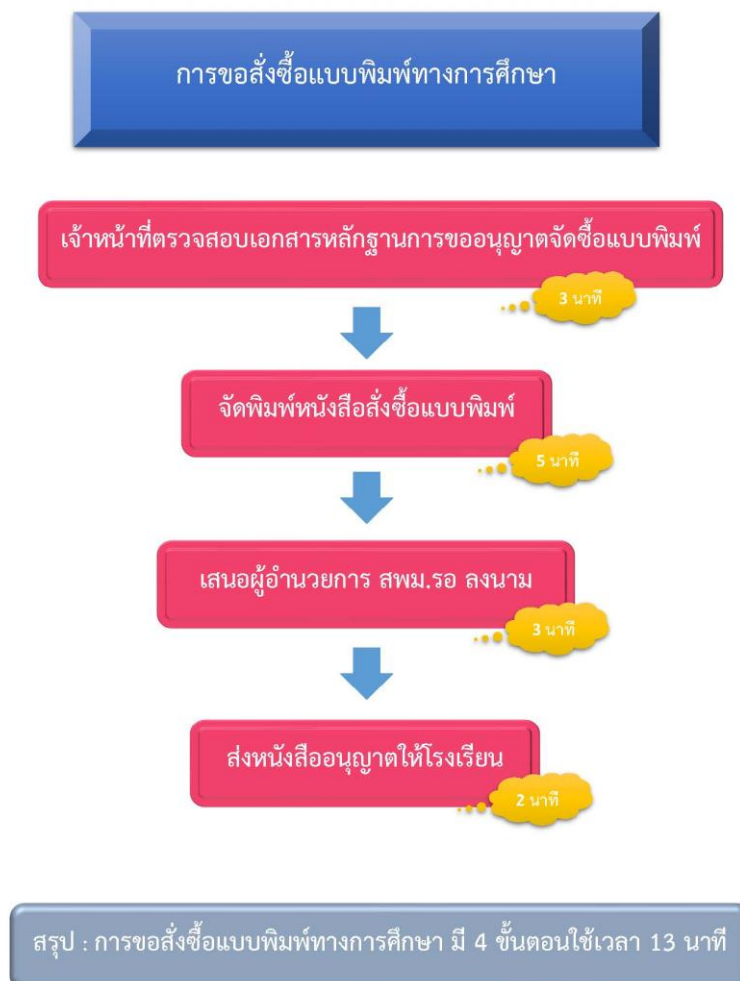 การขอสั่งซื้อแบบพิมพ์ทางการศึกษา
เจ้าหน้าที่ตรวจสอบเอกสารหลักฐานการขออนุญาตจัดซื้อแบบพิมพ์
3 นาที
จัดพิมพ์หนังสือสั่งซื้อแบบพิมพ์
5 นาที
เสนอผู้อำนวยการ สพม.รอ ลงนาม
3 นาที
ส่งหนังสืออนุญาตให้โรงเรียน
2 นาที
สรุป : การขอสั่งซื้อแบบพิมพ์ทางการศึกษา มี 4 ขั้นตอนใช้เวลา 13 นาที